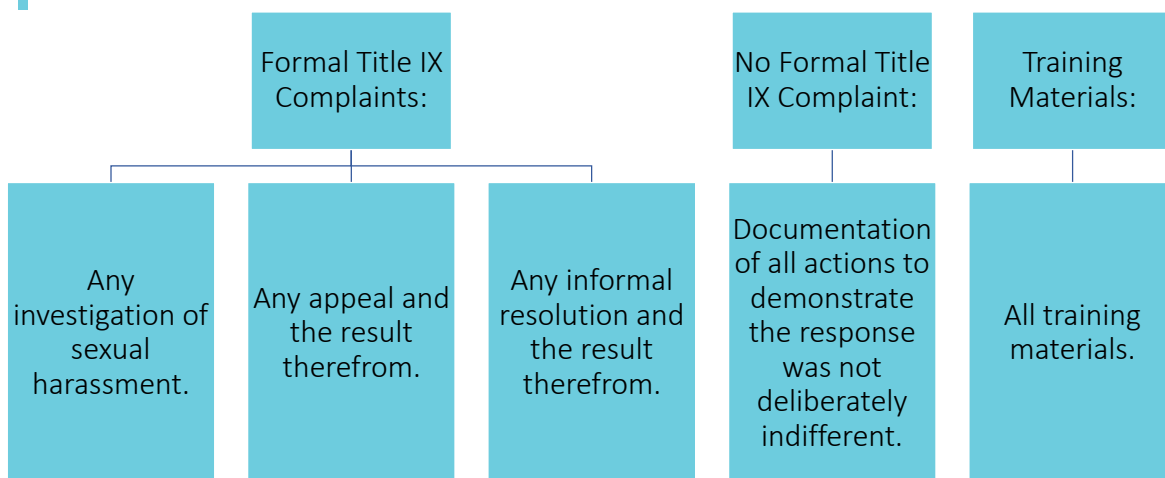 Formal Title IX
Complaints:
No Formal Title
IX Complaint:
Training
Materials:
Any
investigation of
sexual
harassment.
Any appeal and
the result
therefrom.
Any informal
resolution and
the result
therefrom.
Documentation
of all actions to
demonstrate
the response
was not
deliberately
indifferent.
All training
materials.